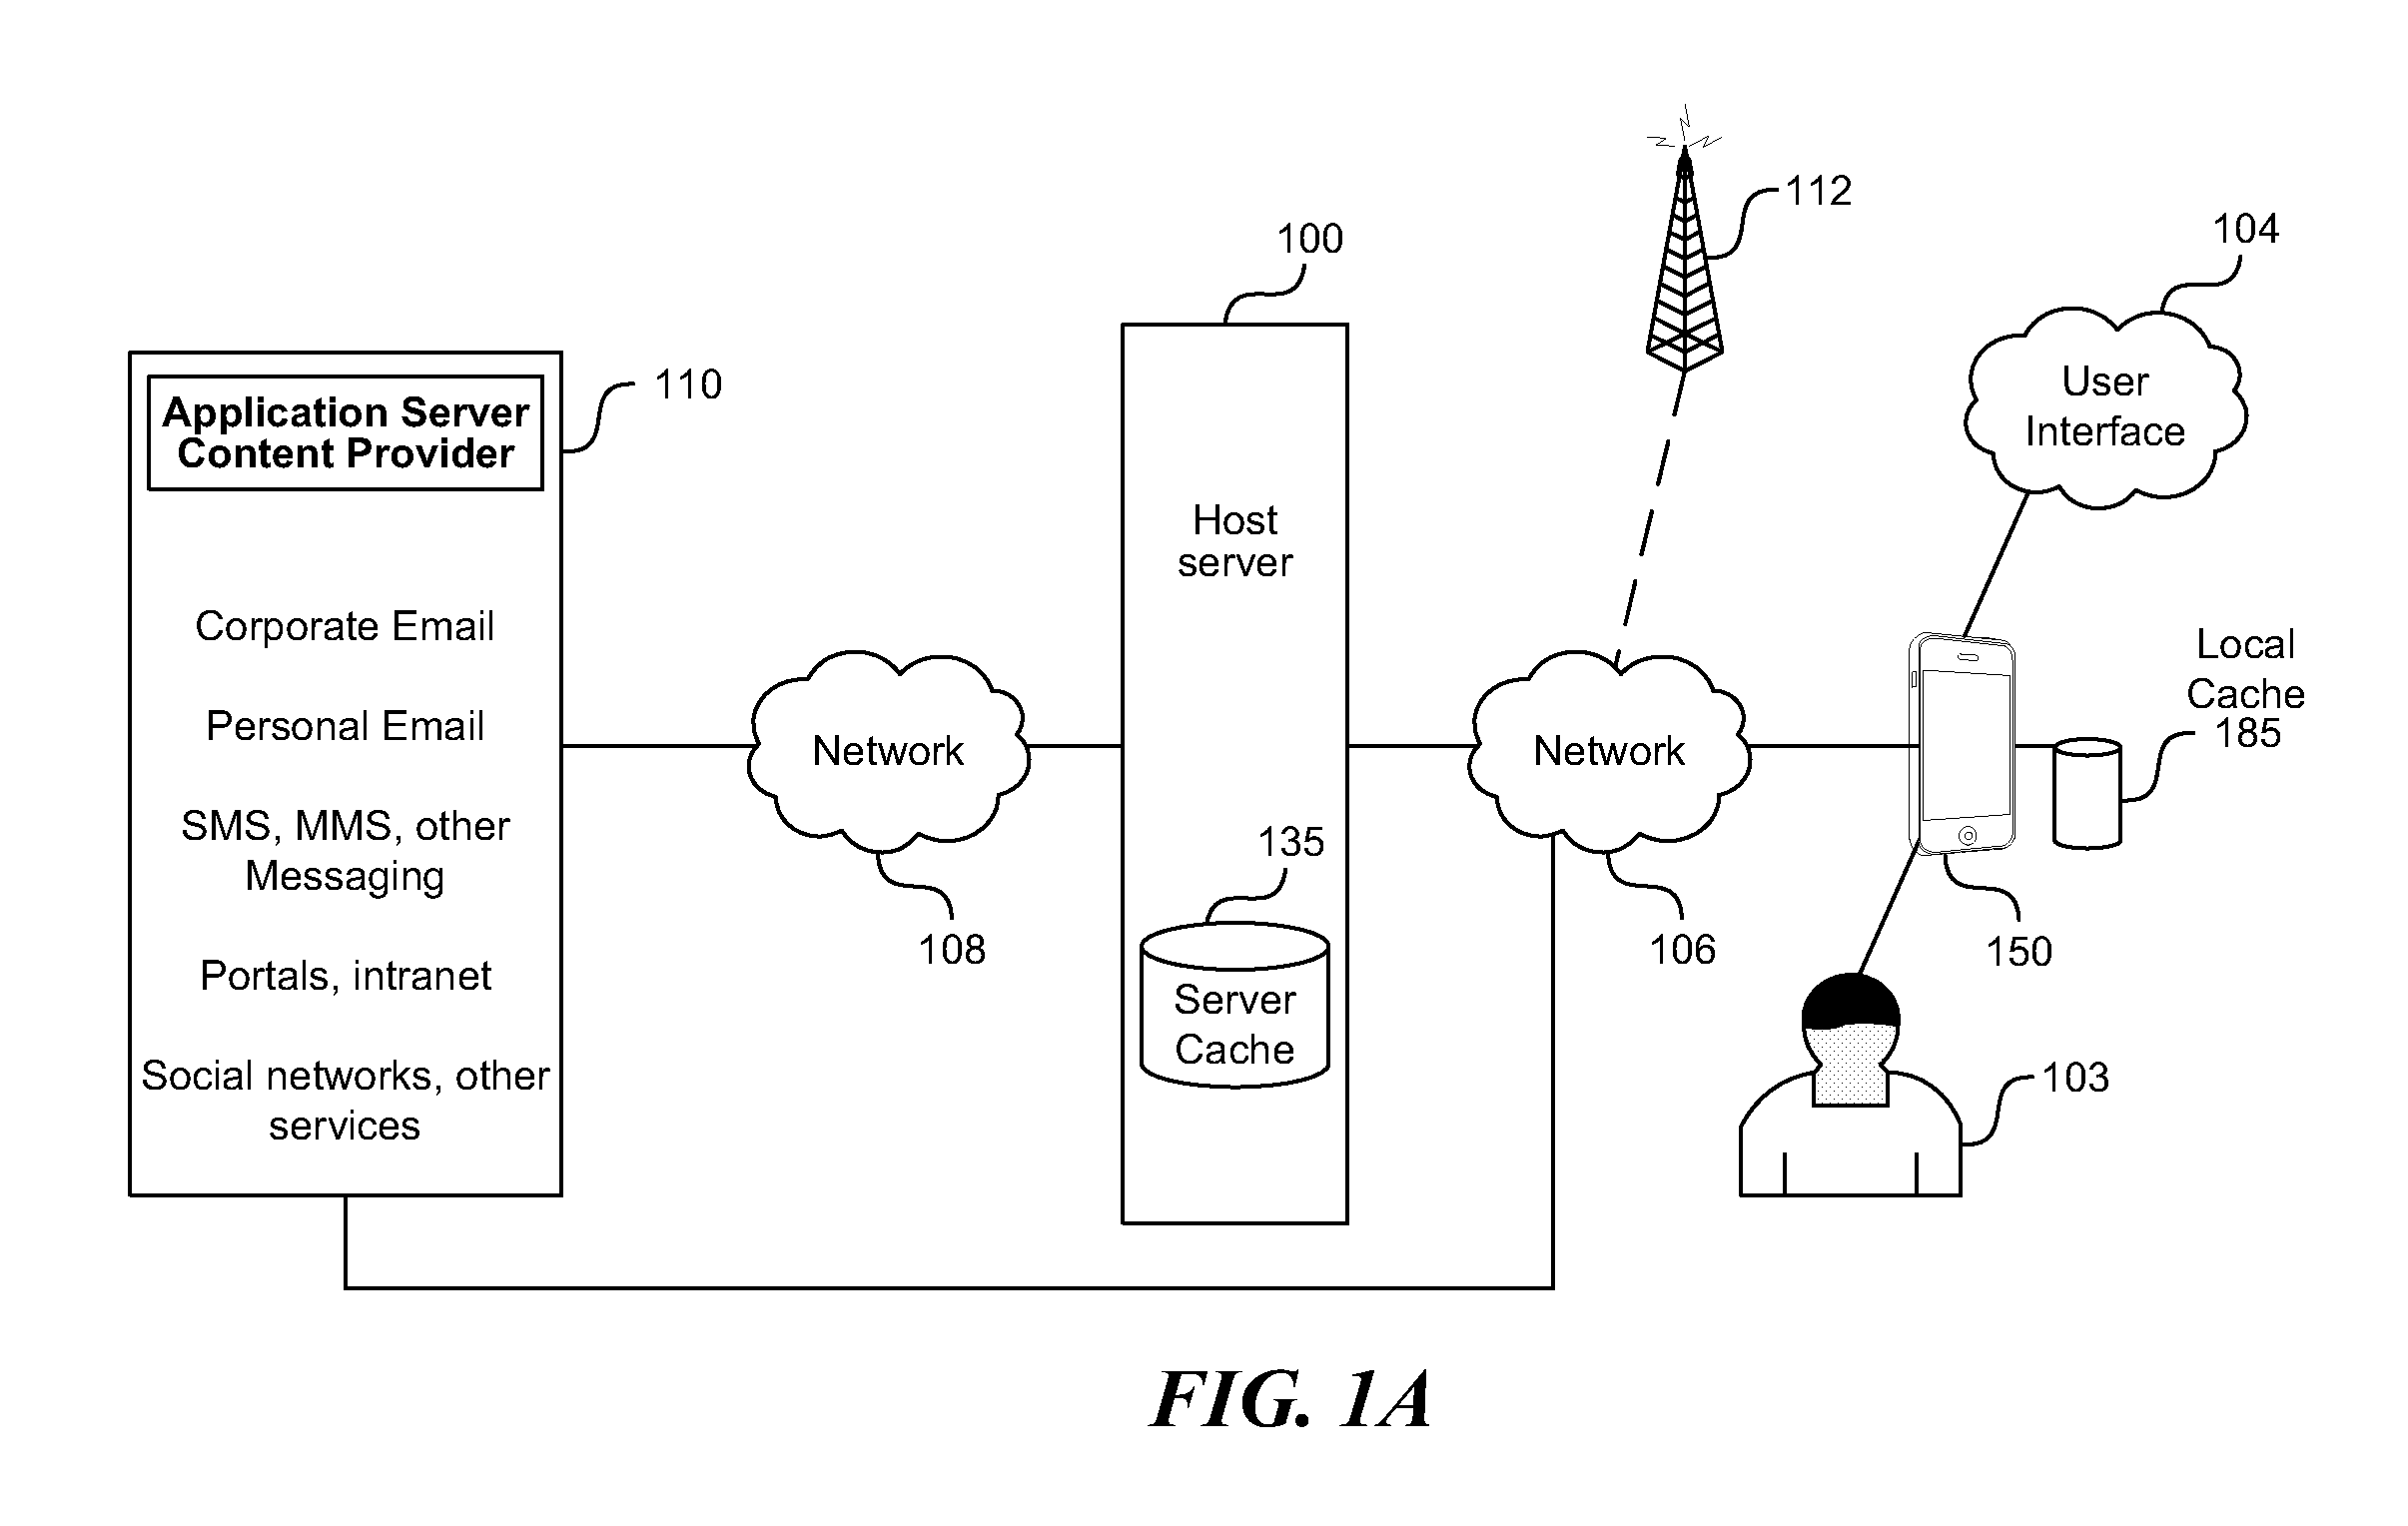 112
104
100
110
Application Server
Content Provider
User
Interface
Host
server
Corporate Email
Local
Cache
185
Personal Email
Network
Network
SMS, MMS, other
Messaging
135
108
106
150
Portals, intranet
Server
Cache
Social networks, other
services
103
FIG. 1A